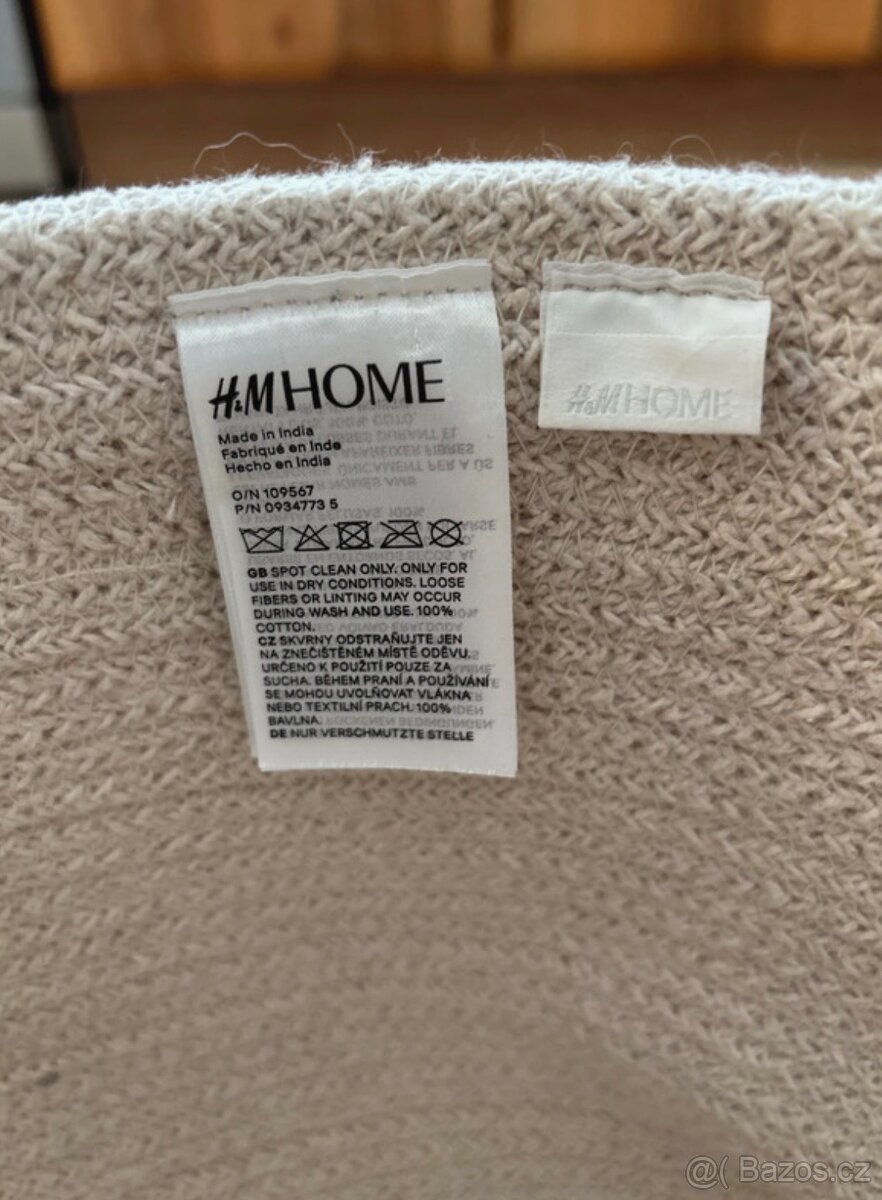 H&M HOME
Made in India
Fabriqué en Inde
Hecho en India
O/N 109567
P/N 0934773 5
GB SPOT CLEAN ONLY. ONLY FOR
USE IN DRY CONDITIONS. LOOSE
FIBERS OR LINTING MAY OCCUR
DURING WASH AND USE. 100%
COTTON.
CZ SKVRNY ODSTRAŇUJTE JEN
NA ZNEČIŠTĚNÉM MÍSTĚ ODĚVU.
URČENO K POUŽITÍ POUZE ZA
SUCHA. BĚHEM PRANÍ A POUŽÍVÁNÍ
SE MOHOU UVOLŇOVAT VLÁKNA
NEBO TEXTILNÍ PRACH. 100%
BAVLNA.
DE NUR VERSCHMUTZTE STELLE
H&M HOME
@( Bazos.cz